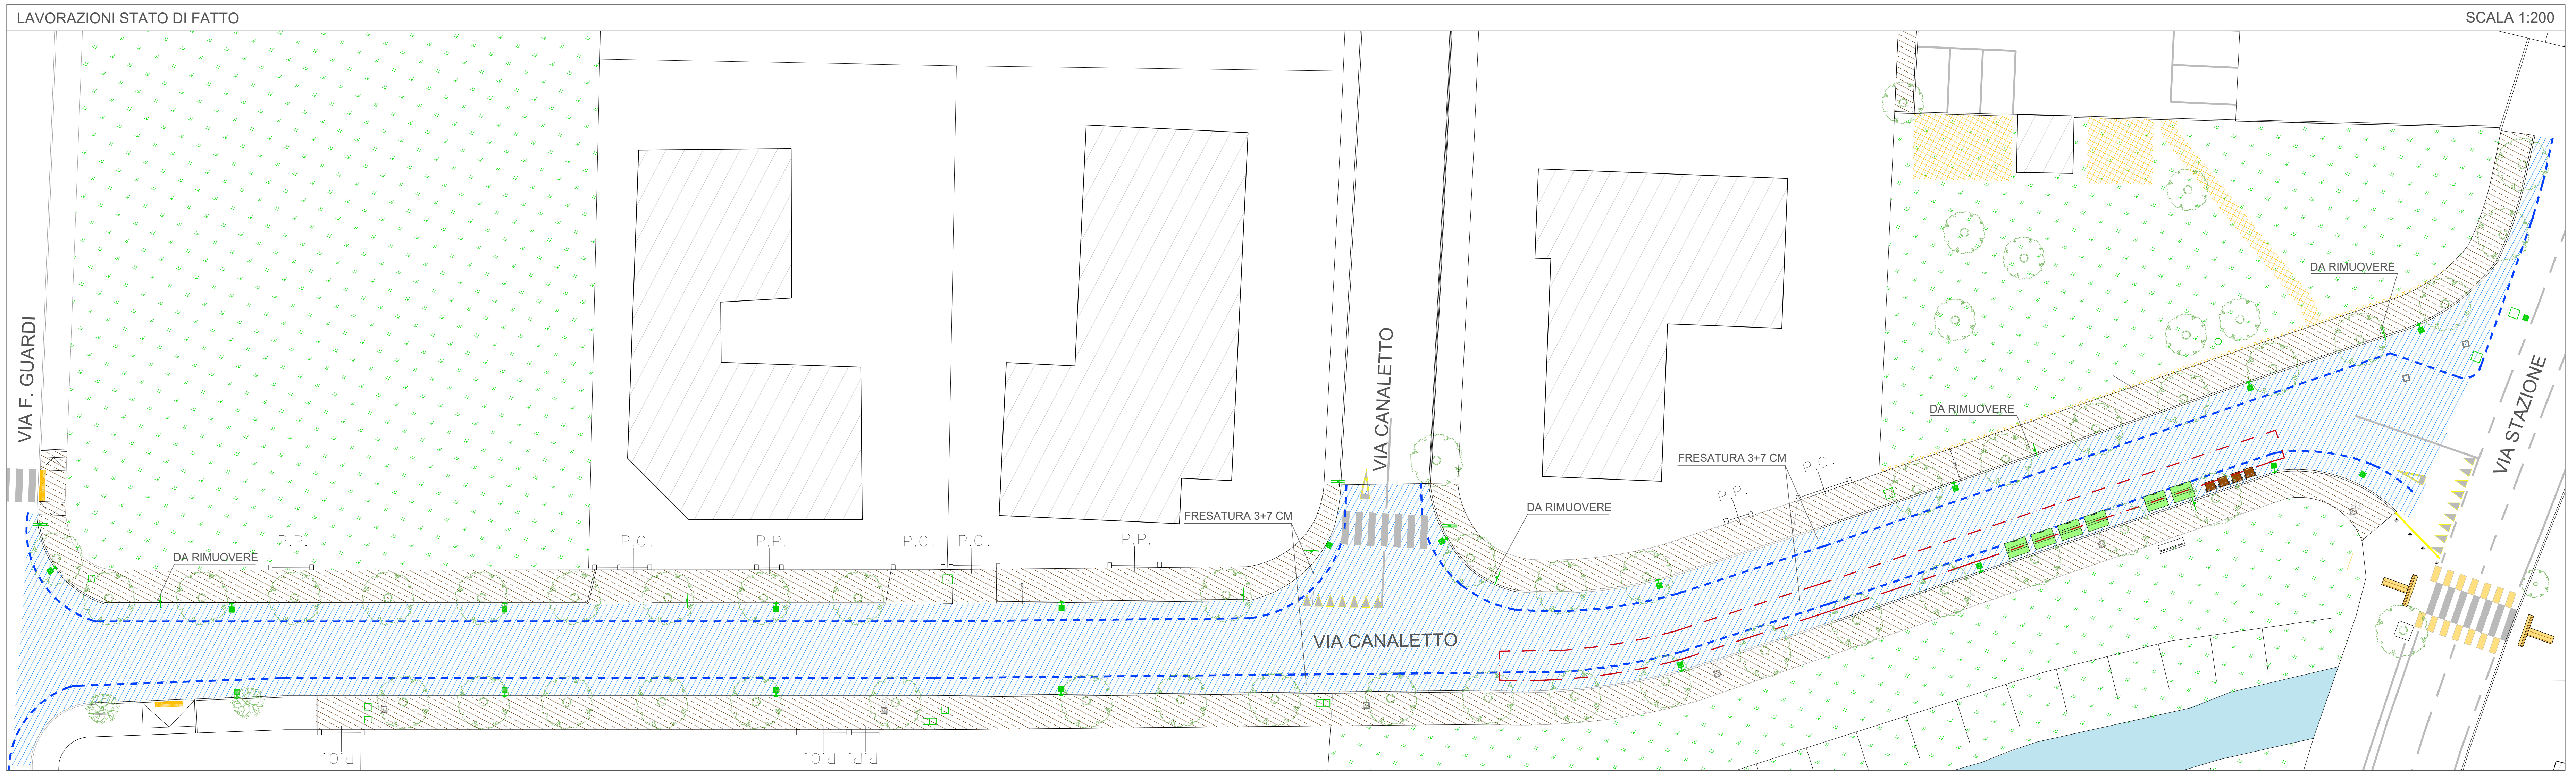 LAVORAZIONI STATO DI FATTO
SCALA 1:200
VIA F. GUARDI
DA RIMUOVERE
P.P.
P.C.
P.P.
P.C.
P.C.
P.P.
FRESATURA 3+7 CM
VIA CANALETTO
DA RIMUOVERE
FRESATURA 3+7 CM
P.P.
P.C.
DA RIMUOVERE
DA RIMUOVERE
VIA STAZIONE
VIA CANALETTO
P.C.
P.C.
P.P.